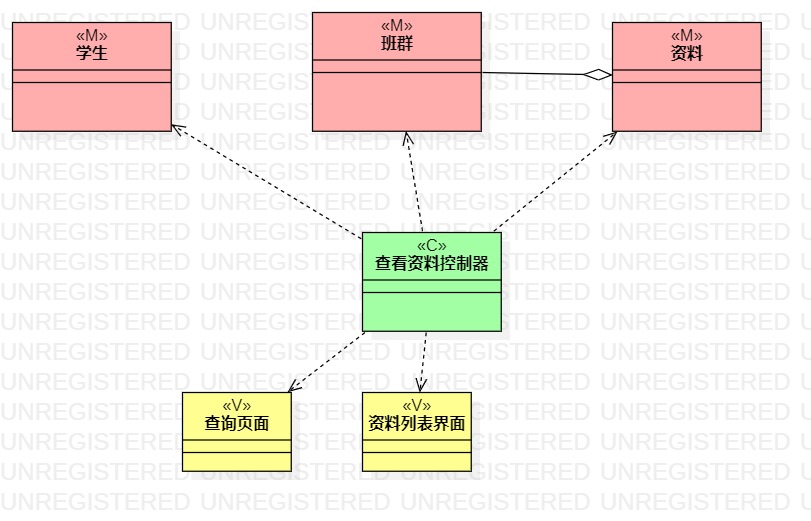 «M»
学生
«M»
班群
«M»
资料
«C»
查看资料控制器
«V»
查询页面
«V»
资料列表界面
UNREGISTERED UNREGISTERED UNREGISTERED UNREGISTERED